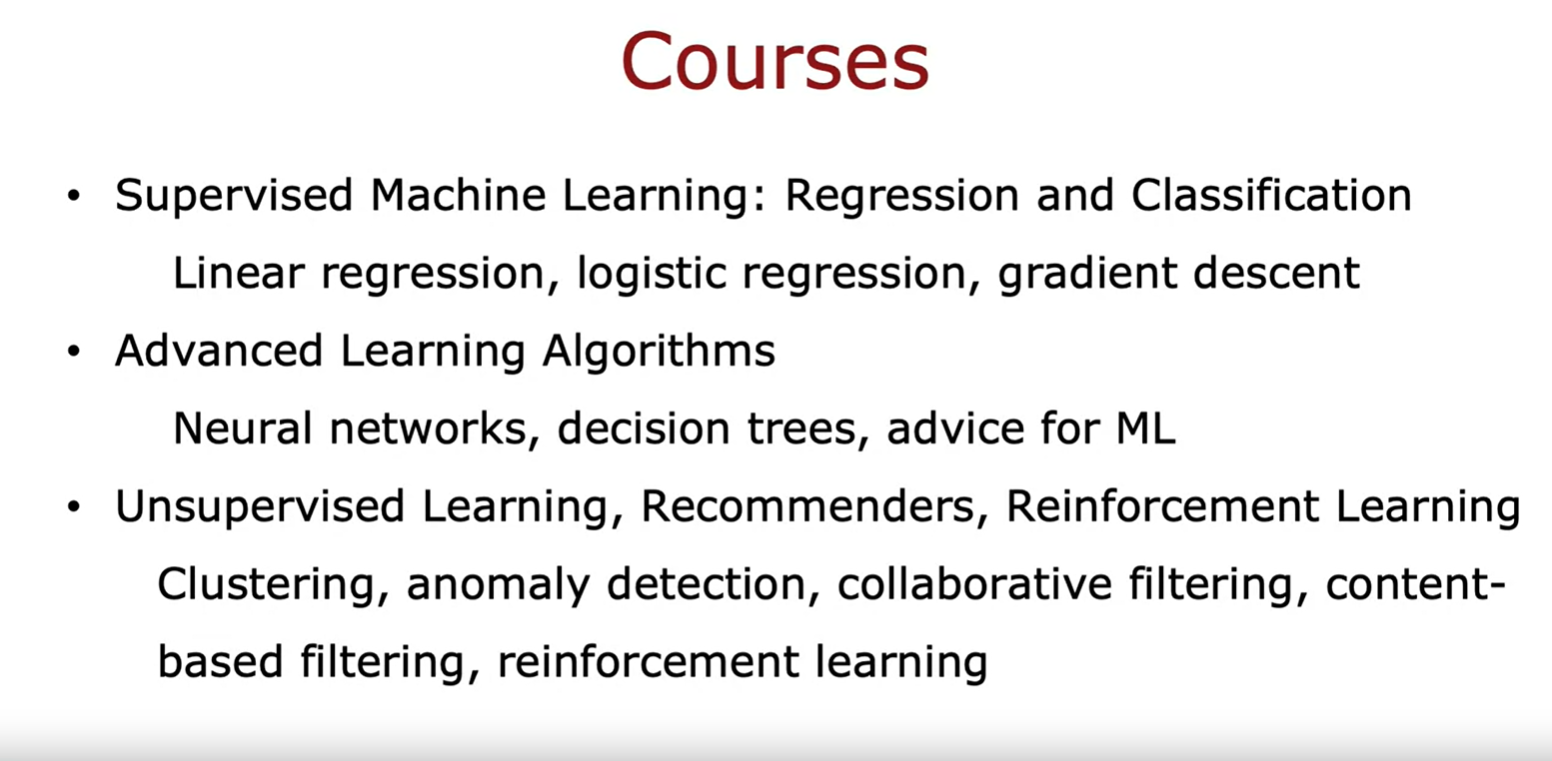 Courses
• Supervised Machine Learning: Regression and Classification
Linear regression, logistic regression, gradient descent
• Advanced Learning Algorithms
Neural networks, decision trees, advice for ML
• Unsupervised Learning, Recommenders, Reinforcement Learning
Clustering, anomaly detection, collaborative filtering, content-
based filtering, reinforcement learning